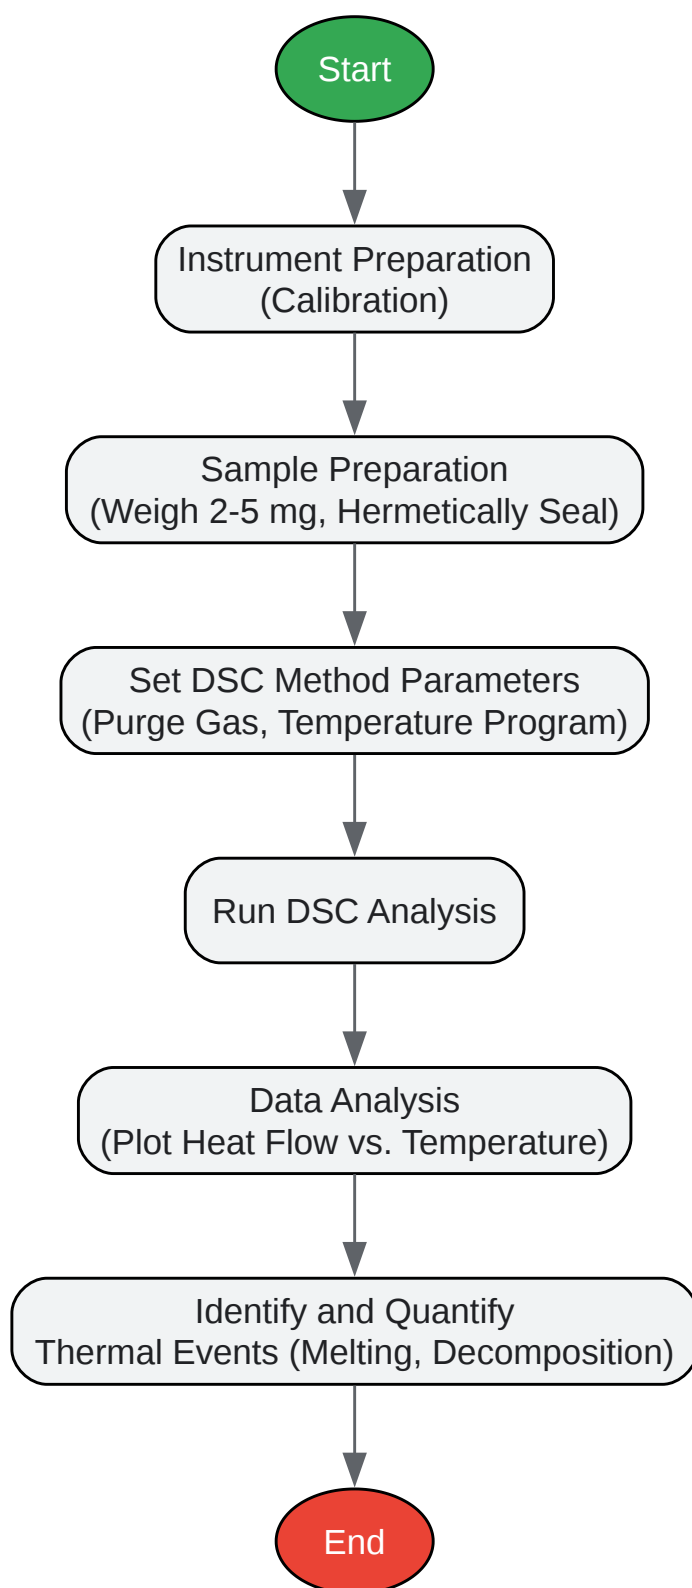 Start
Instrument Preparation
(Calibration)
Sample Preparation
(Weigh 2-5 mg, Hermetically Seal)
Set DSC Method Parameters
(Purge Gas, Temperature Program)
Run DSC Analysis
Data Analysis
(Plot Heat Flow vs. Temperature)
Identify and Quantify
Thermal Events (Melting, Decomposition)
End